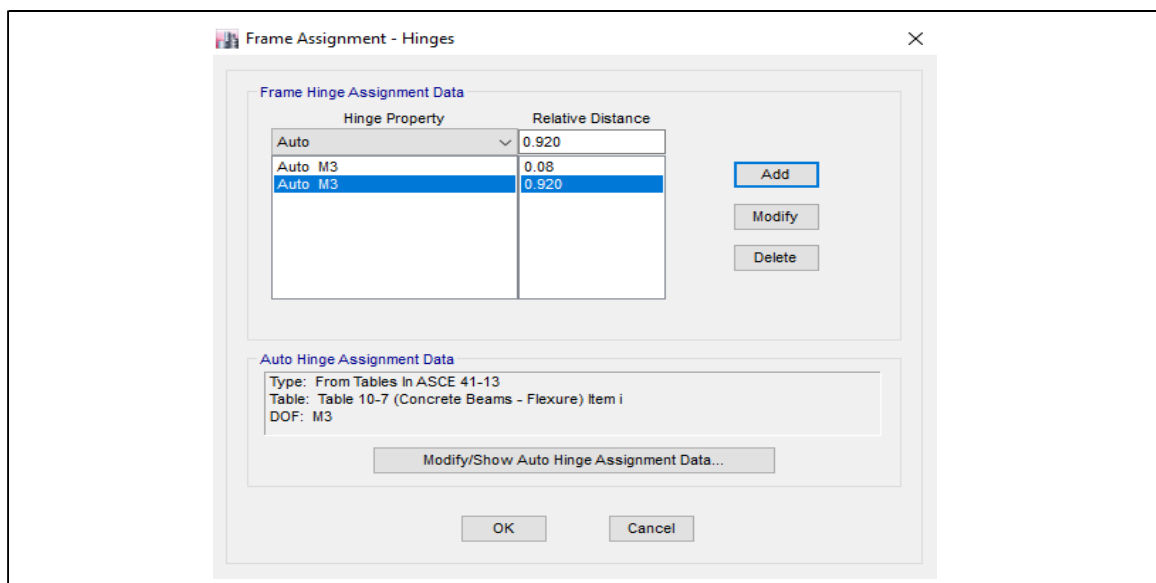 Frame Assignment - Hinges
Frame Hinge Assignment Data
Hinge Property Relative Distance
Auto 0.920
Auto M3 0.08
Auto M3 0.920
Add
Modify
Delete
Auto Hinge Assignment Data
Type: From Tables In ASCE 41-13
Table: Table 10-7 (Concrete Beams - Flexure) Item i
DOF: M3
Modify/Show Auto Hinge Assignment Data...
OK Cancel